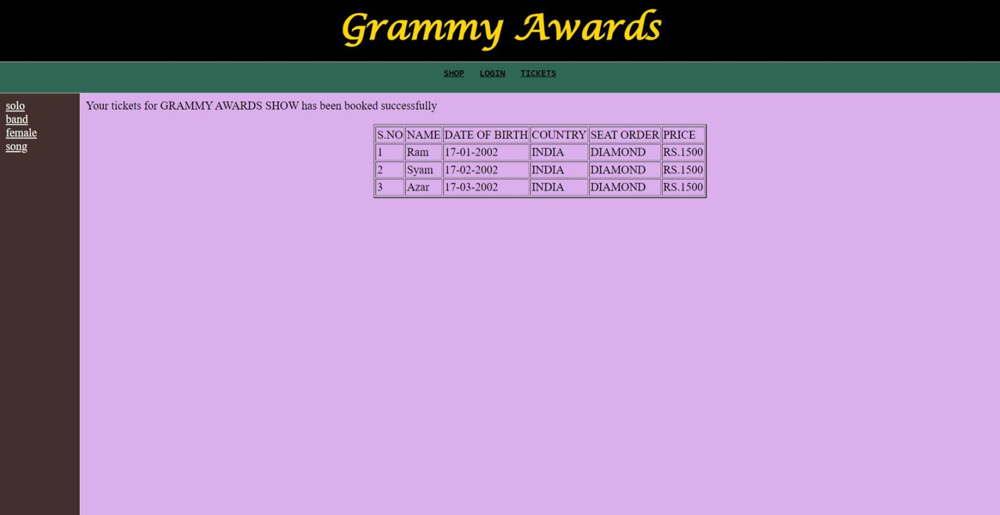 Grammy Awards
SHOP LOGIN TICKETS
solo
band
female
song
Your tickets for GRAMMY AWARDS SHOW has been booked successfully
S.NO NAME DATE OF BIRTH COUNTRY SEAT ORDER PRICE
1 Ram 17-01-2002 INDIA DIAMOND RS.1500
2 Syam 17-02-2002 INDIA DIAMOND RS.1500
3 Azar 17-03-2002 INDIA DIAMOND RS.1500